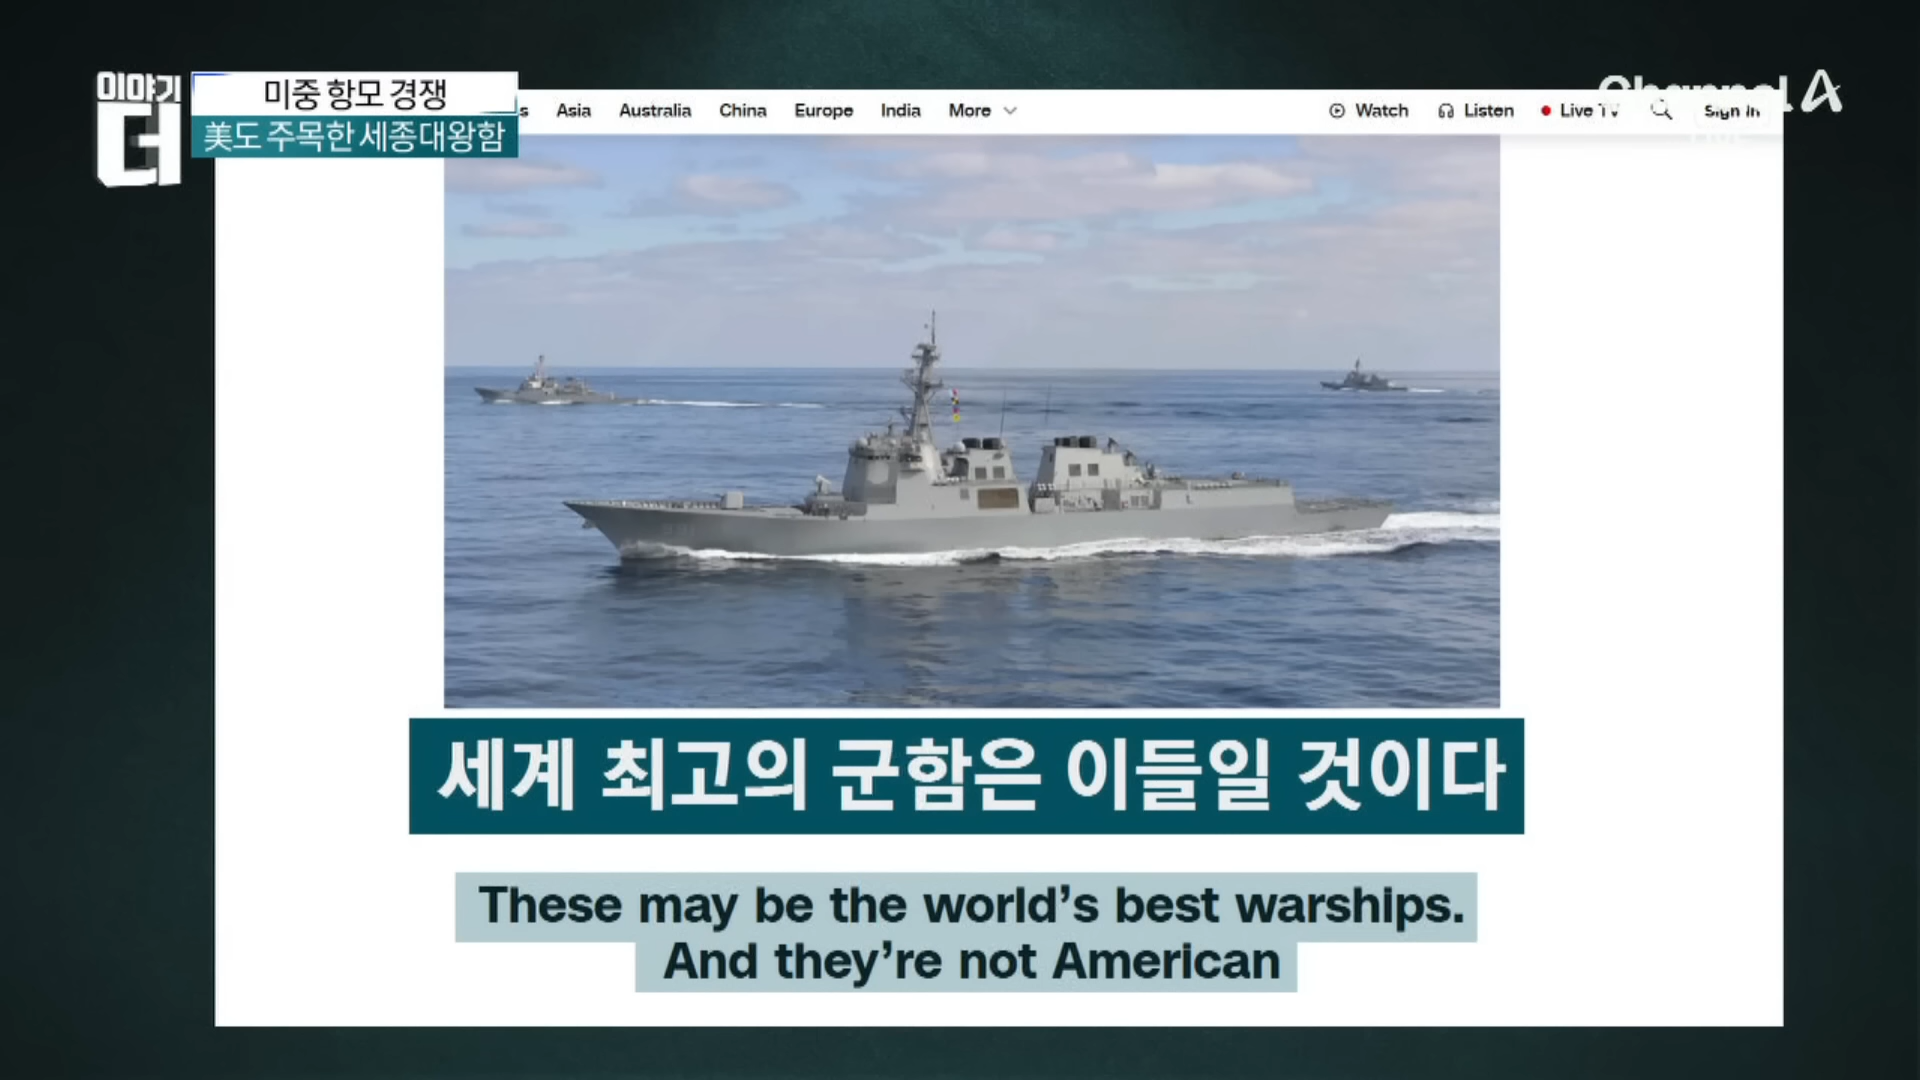 이야기
더
미중 항모 경쟁
美도 주목한 세종대왕함
Asia Australia China Europe India More
Watch Listen Live TV Sign In
Channel A
세계 최고의 군함은 이들일 것이다
These may be the world's best warships.
And they're not American